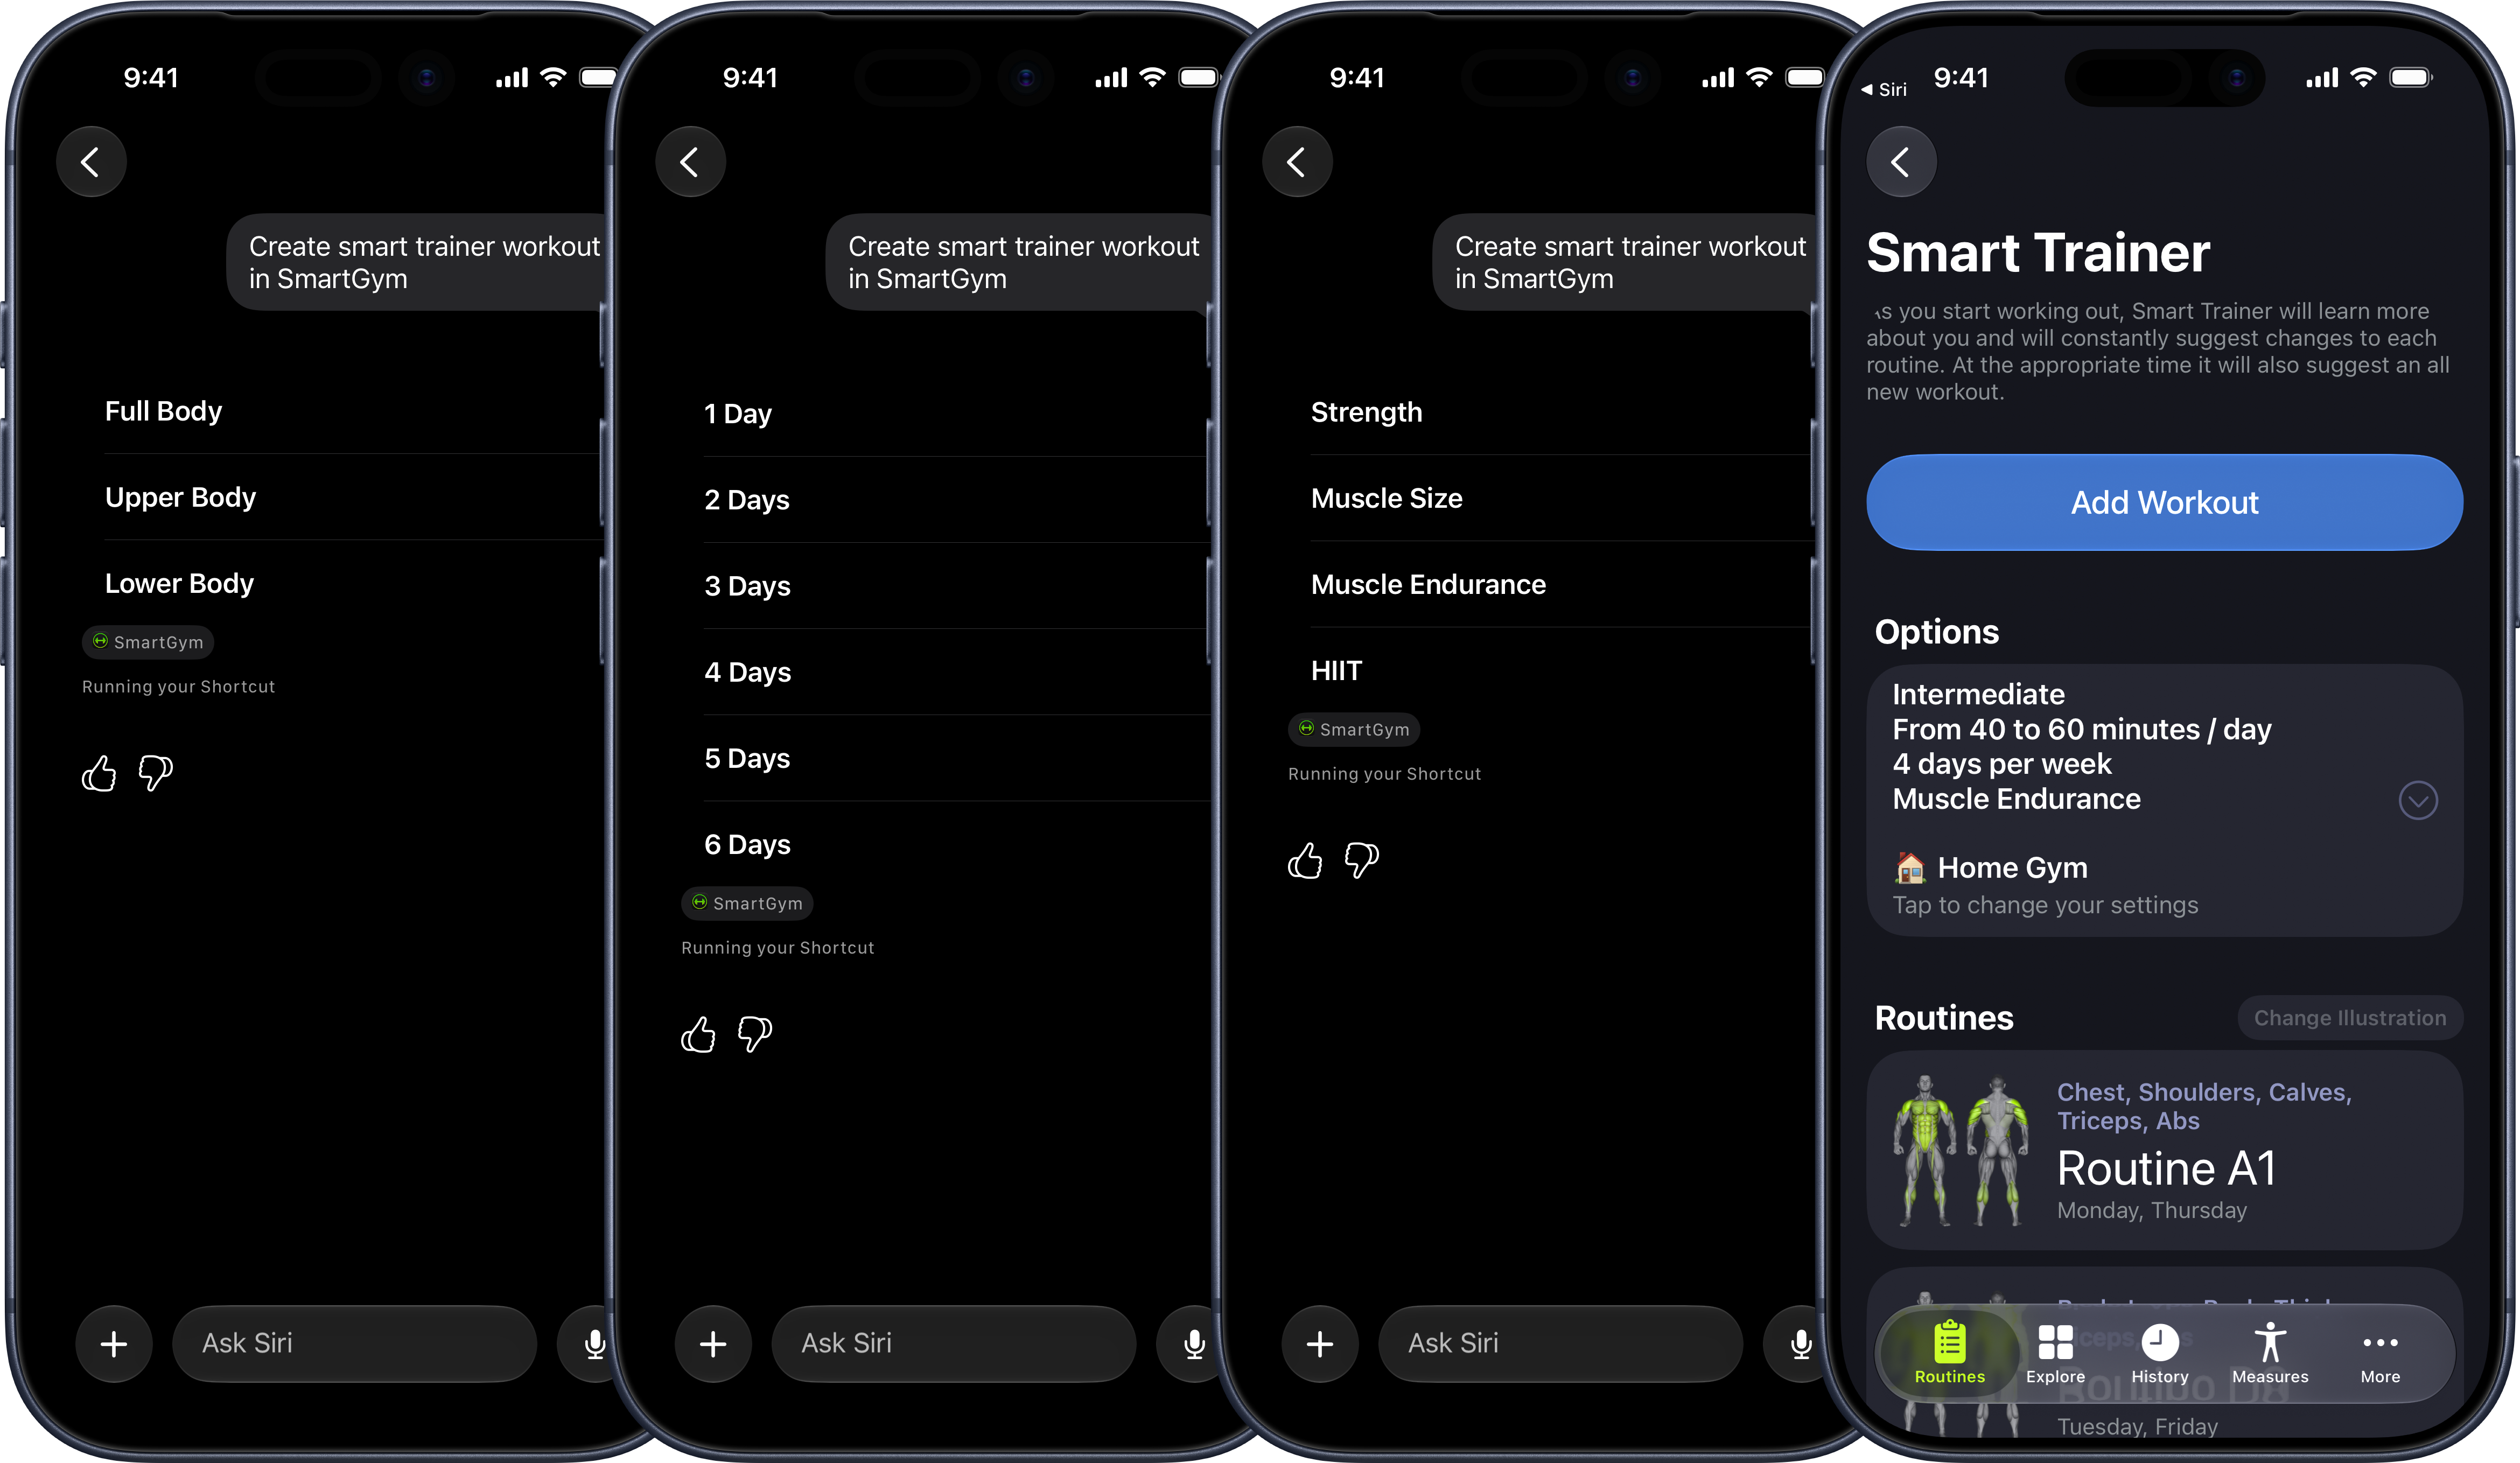 9:41
Create smart trainer workout
in SmartGym
Full Body
Upper Body
Lower Body
SmartGym
Running your Shortcut
Ask Siri
9:41
Create smart trainer workout
in SmartGym
1 Day
2 Days
3 Days
4 Days
5 Days
6 Days
SmartGym
Running your Shortcut
Ask Siri
9:41
Create smart trainer workout
in SmartGym
Strength
Muscle Size
Muscle Endurance
HIIT
SmartGym
Running your Shortcut
Ask Siri
Siri 9:41
Smart Trainer
As you start working out, Smart Trainer will learn more
about you and will constantly suggest changes to each
routine. At the appropriate time it will also suggest an all
new workout.
Add Workout
Options
Intermediate
From 40 to 60 minutes / day
4 days per week
Muscle Endurance
Home Gym
Tap to change your settings
Routines
Change Illustration
Chest, Shoulders, Calves,
Triceps, Abs
Routine A1
Monday, Thursday
Routines
Explore
History
Measures
More
Tuesday, Friday